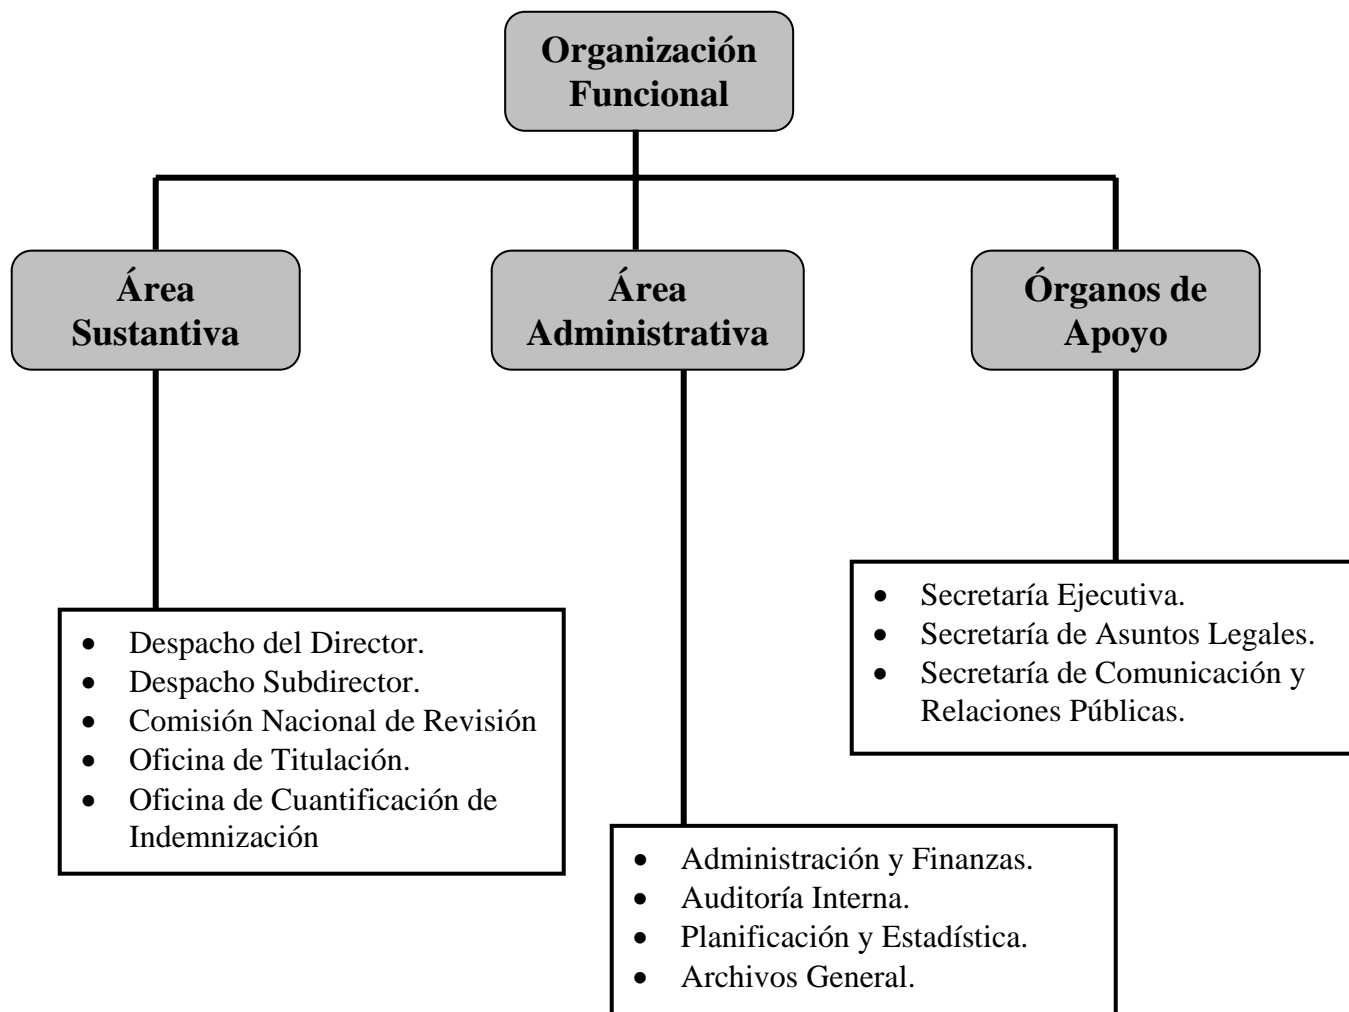 Organización
Funcional
Área
Sustantiva
Área
Administrativa
Órganos de
Apoyo
• Secretaría Ejecutiva.
• Secretaría de Asuntos Legales.
• Secretaría de Comunicación y
Relaciones Públicas.
• Despacho del Director.
• Despacho Subdirector.
• Comisión Nacional de Revisión
• Oficina de Titulación.
• Oficina de Cuantificación de
Indemnización
• Administración y Finanzas.
• Auditoría Interna.
• Planificación y Estadística.
• Archivos General.